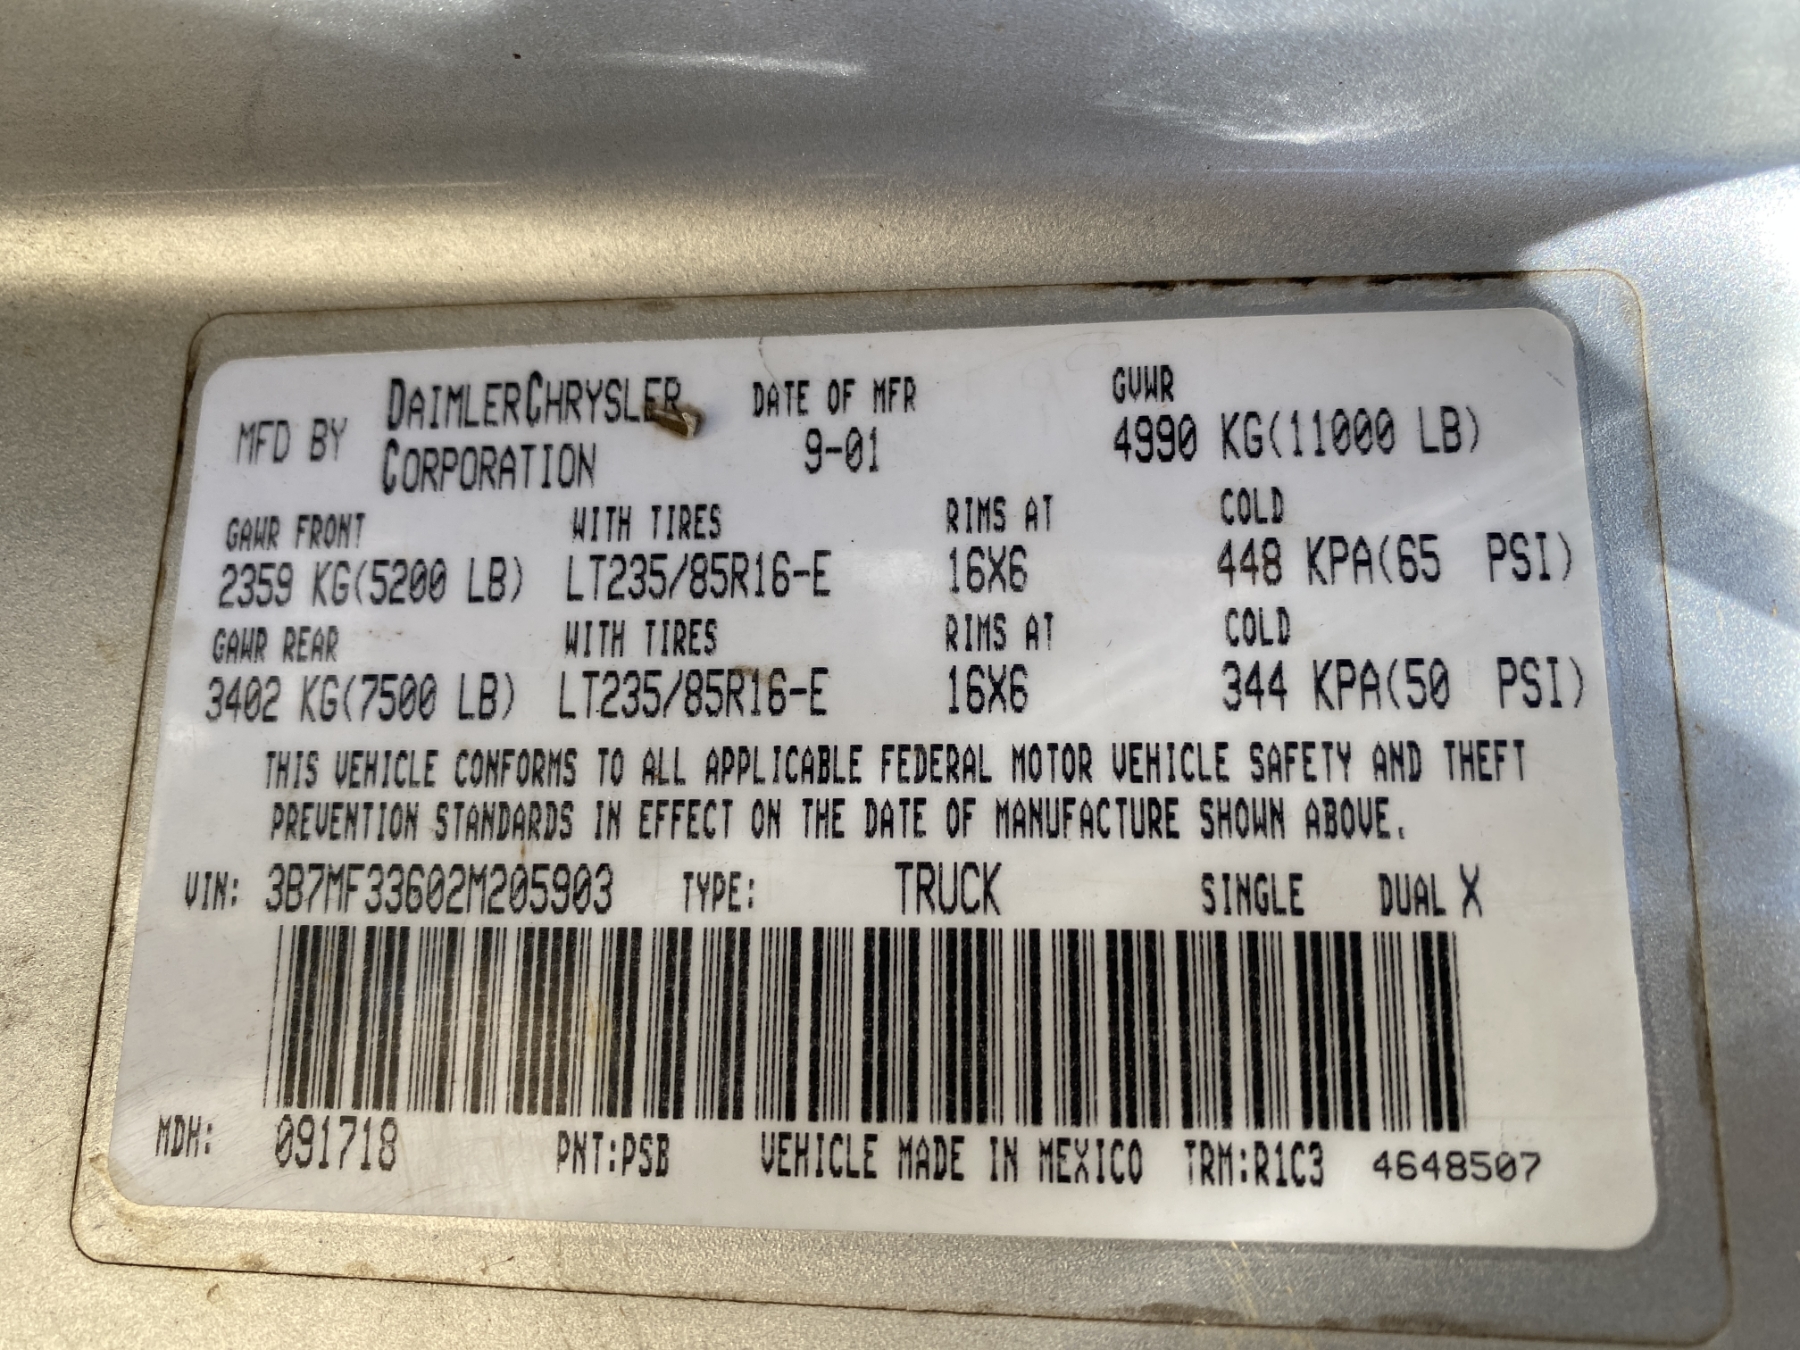 MFD BY DAIMLERCHRYSLER CORPORATION DATE OF MFR 9-01 GVWR 4990 KG(11000 LB)
GAWR FRONT WITH TIRES RIMS AT COLD
2359 KG(5200 LB) LT235/85R16-E 16X6 448 KPA(65 PSI)
GAWR REAR WITH TIRES RIMS AT COLD
3402 KG(7500 LB) LT235/85R16-E 16X6 344 KPA(50 PSI)
THIS VEHICLE CONFORMS TO ALL APPLICABLE FEDERAL MOTOR VEHICLE SAFETY AND THEFT
PREVENTION STANDARDS IN EFFECT ON THE DATE OF MANUFACTURE SHOWN ABOVE.
VIN: 3B7MF33602M205903 TYPE: TRUCK SINGLE DUAL X
MDH: 091718 PNT:PSB VEHICLE MADE IN MEXICO TRM:R1C3 4648507